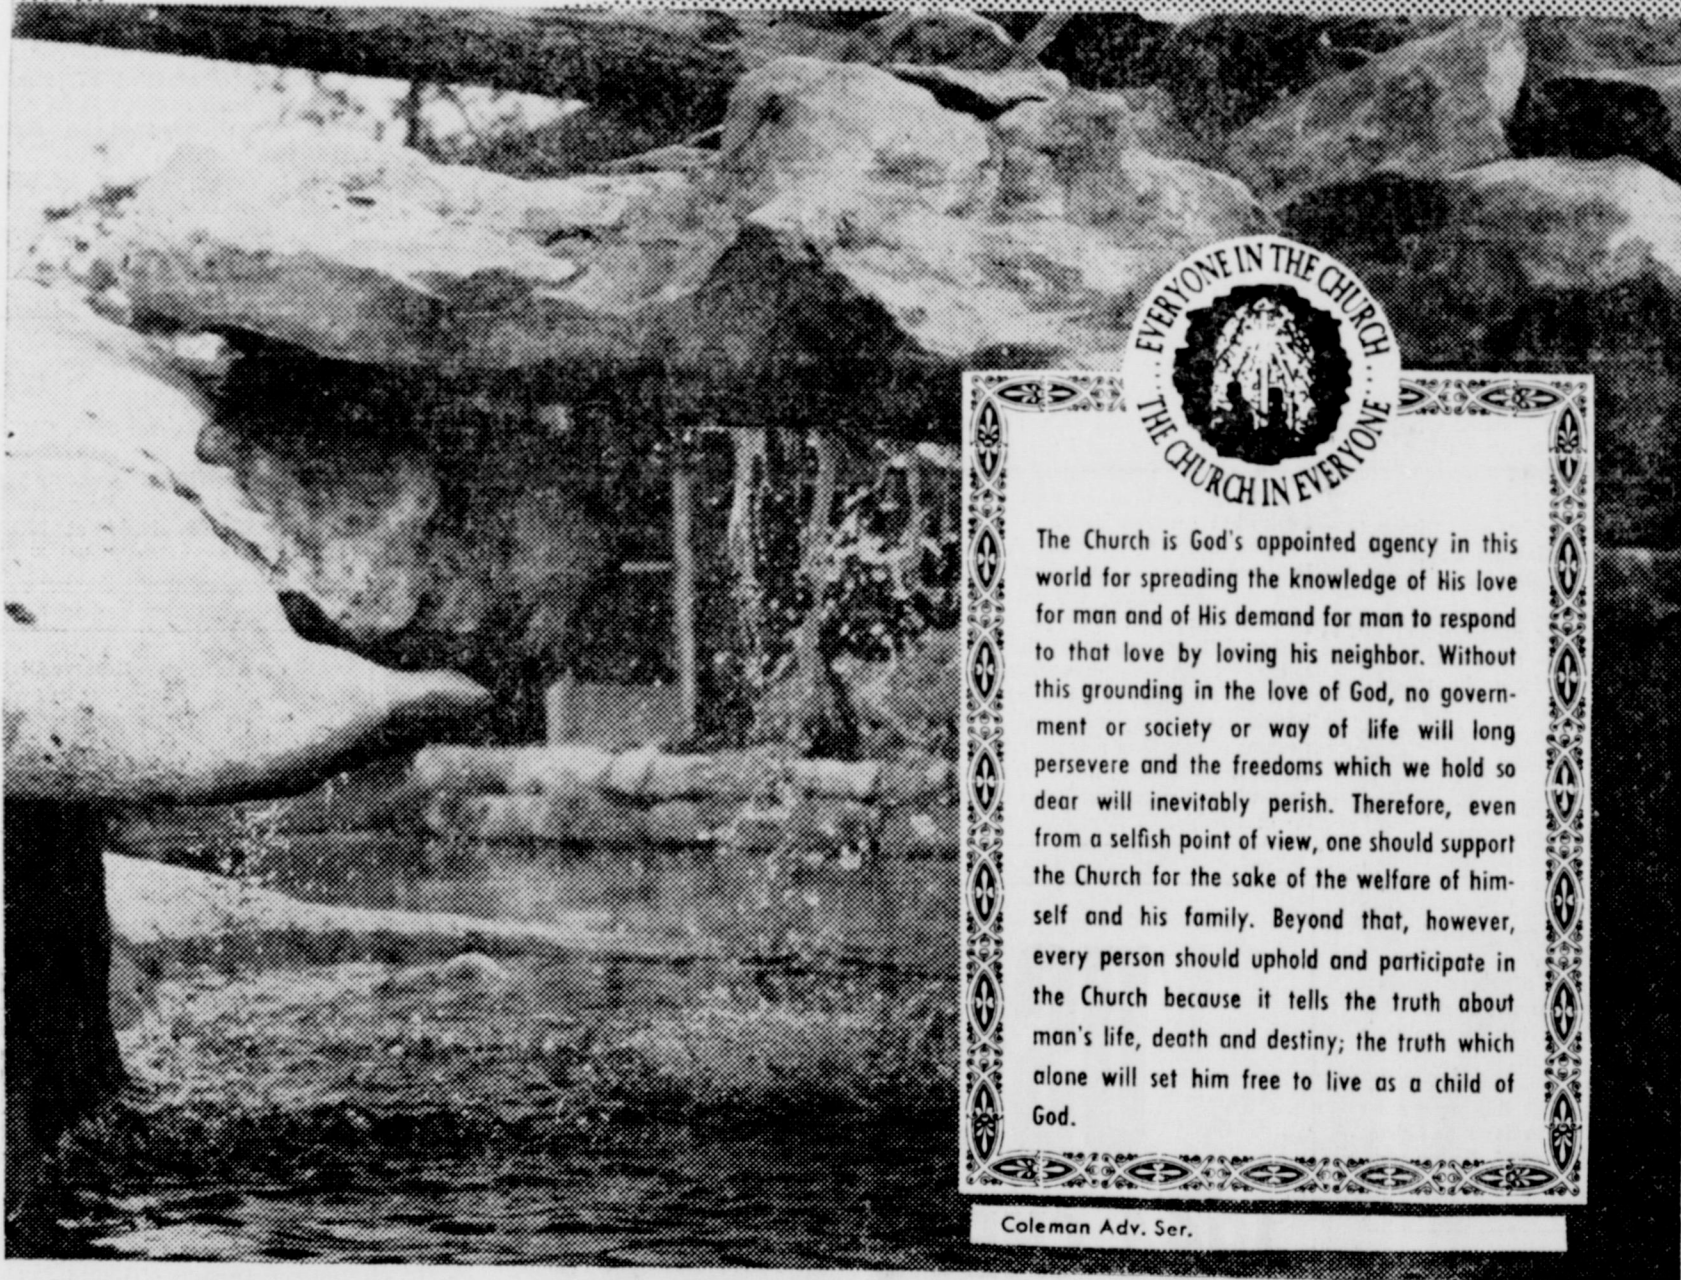 EVERYONE IN THE CHURCH
THE CHURCH IN EVERYONE
The Church is God's appointed agency in this
world for spreading the knowledge of His love
for man and of His demand for man to respond
to that love by loving his neighbor. Without
this grounding in the love of God, no govern-
ment or society or way of life will long
persevere and the freedoms which we hold so
dear will inevitably perish. Therefore, even
from a selfish point of view, one should support
the Church for the sake of the welfare of him-
self and his family. Beyond that, however,
every person should uphold and participate in
the Church because it tells the truth about
man's life, death and destiny; the truth which
alone will set him free to live as a child of
God.
Coleman Adv. Ser.